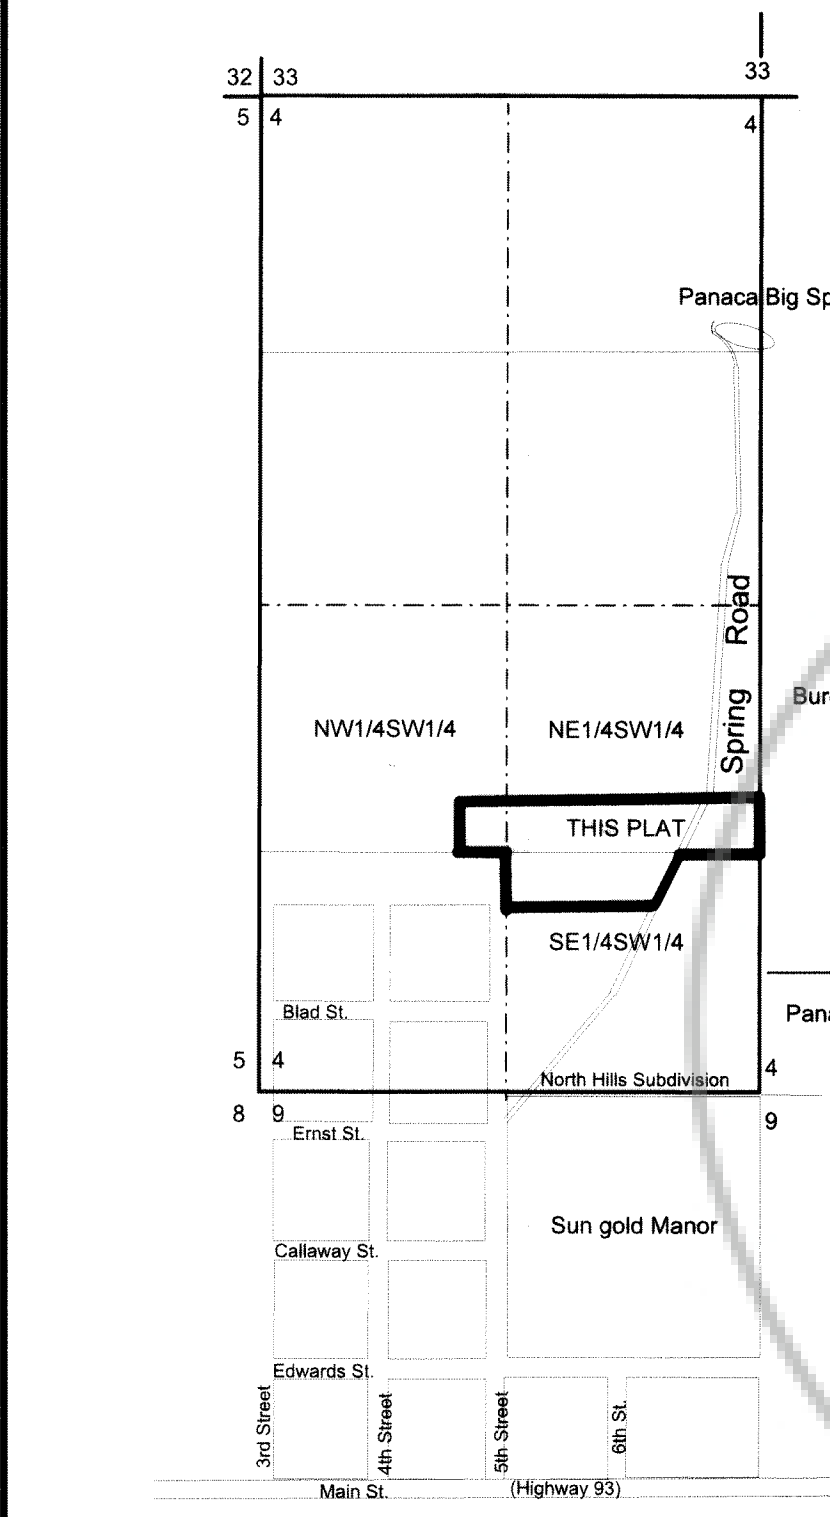 33
32 33
5 4
4
Panaca Big Sp
Spring Road
Bur
NW1/4SW1/4
NE1/4SW1/4
THIS PLAT
SE1/4SW1/4
Blad St.
Pana
5 4
4
North Hills Subdivision
8 9
9
Ernst St.
Sun gold Manor
Callaway St.
Edwards St.
3rd Street
4th Street
5th Street
6th St.
Main St.
(Highway 93)